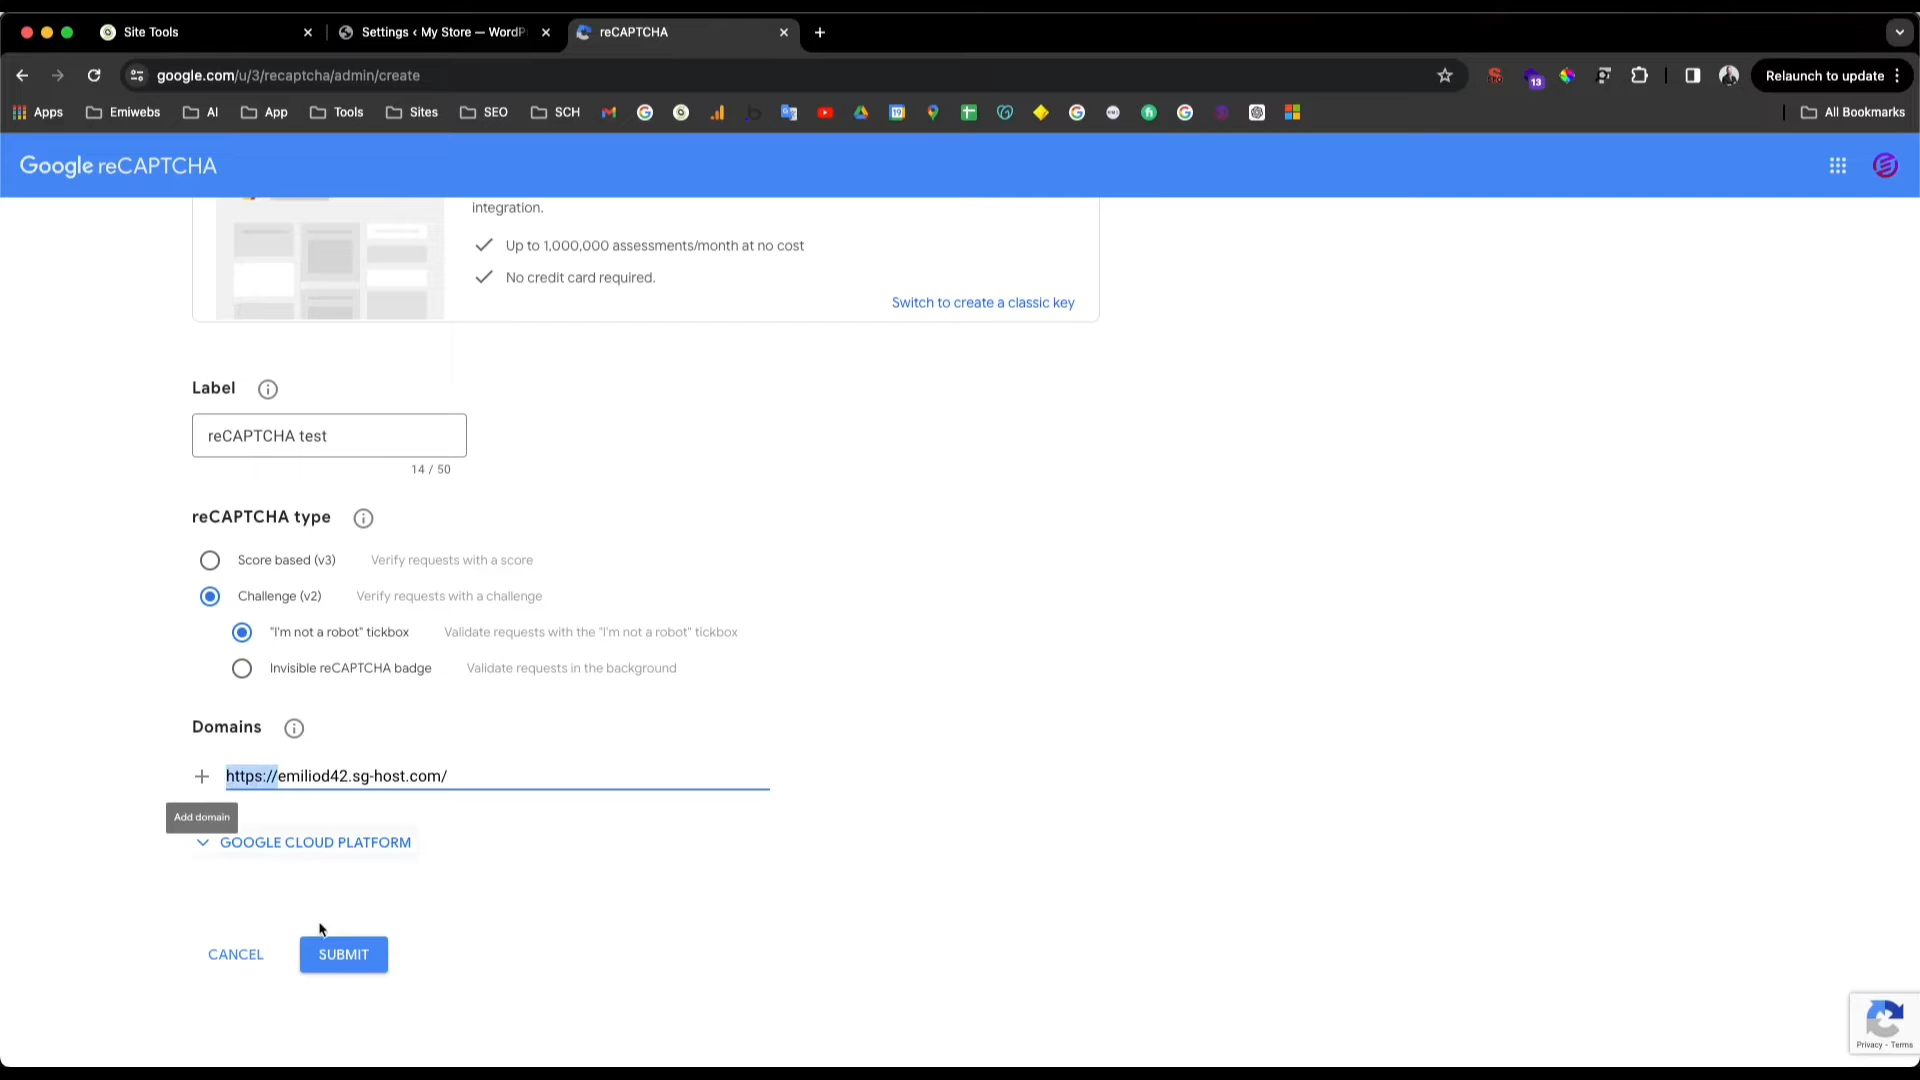 Site Tools
Settings ‹ My Store — WordP
reCAPTCHA
google.com/u/3/recaptcha/admin/create
13
Relaunch to update
Apps
Emiwebs
AI
App
Tools
Sites
SEO
SCH
All Bookmarks
Google reCAPTCHA
integration.
Up to 1,000,000 assessments/month at no cost
No credit card required.
Switch to create a classic key
Label
reCAPTCHA test
14 / 50
reCAPTCHA type
Score based (v3) Verify requests with a score
Challenge (v2) Verify requests with a challenge
"I'm not a robot" tickbox Validate requests with the "I'm not a robot" tickbox
Invisible reCAPTCHA badge Validate requests in the background
Domains
https://emiliod42.sg-host.com/
Add domain
GOOGLE CLOUD PLATFORM
CANCEL
SUBMIT
Privacy - Terms